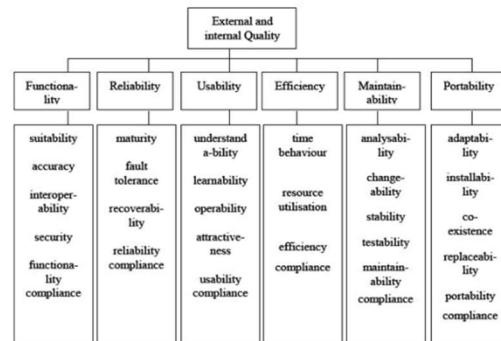 External and
internal Quality
Functiona-
lity
Reliability
Usability
Efficiency
Maintain-
ability
Portability
suitability
accuracy
interoper-
ability
security
functiona-
lity
compliance
maturity
fault
tolerance
recoverabi-
lity
reliability
compliance
understand
a-bility
learnability
operability
attractive-
ness
usability
compliance
time
behaviour
resource
utilisation
efficiency
compliance
analysabi-
lity
change-
ability
stability
testability
maintain-
ability
compliance
adaptabi-
lity
installabi-
lity
co-
existence
replaceabi-
lity
portability
compliance